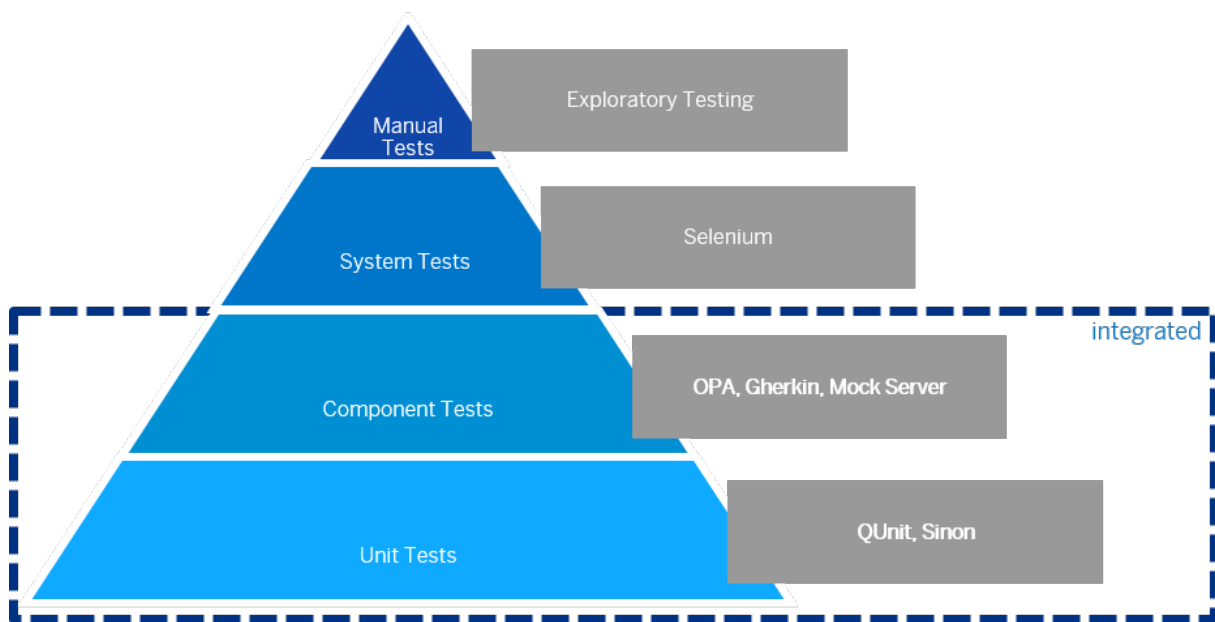 Manual
Tests
Exploratory Testing
System Tests
Selenium
integrated
Component Tests
OPA, Gherkin, Mock Server
Unit Tests
QUnit, Sinon